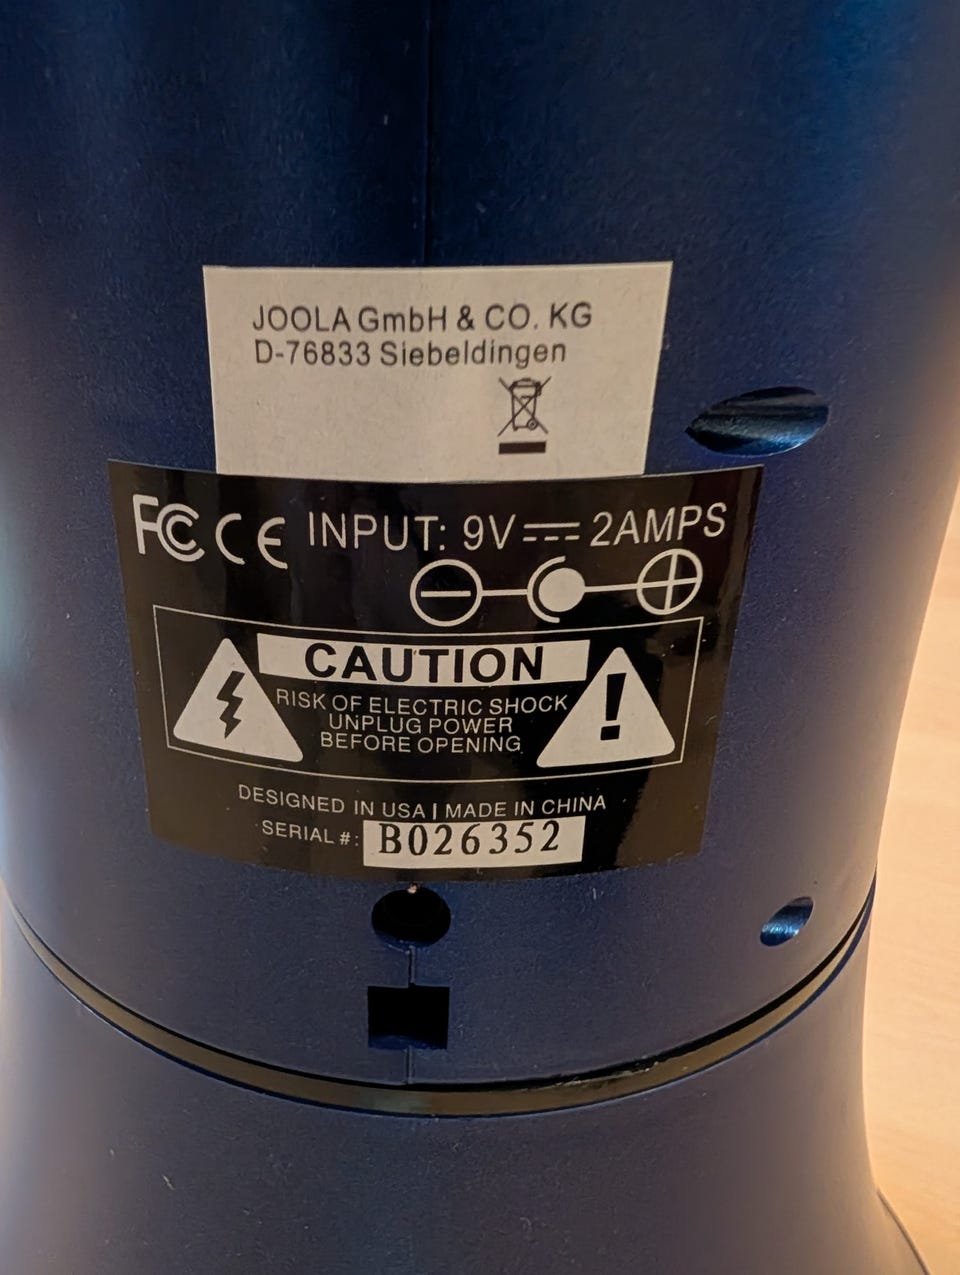 JOOLA GmbH & CO. KG
D-76833 Siebeldingen
FC CE INPUT: 9V⎓2AMPS
CAUTION
RISK OF ELECTRIC SHOCK
UNPLUG POWER
BEFORE OPENING
DESIGNED IN USA | MADE IN CHINA
SERIAL #: B026352